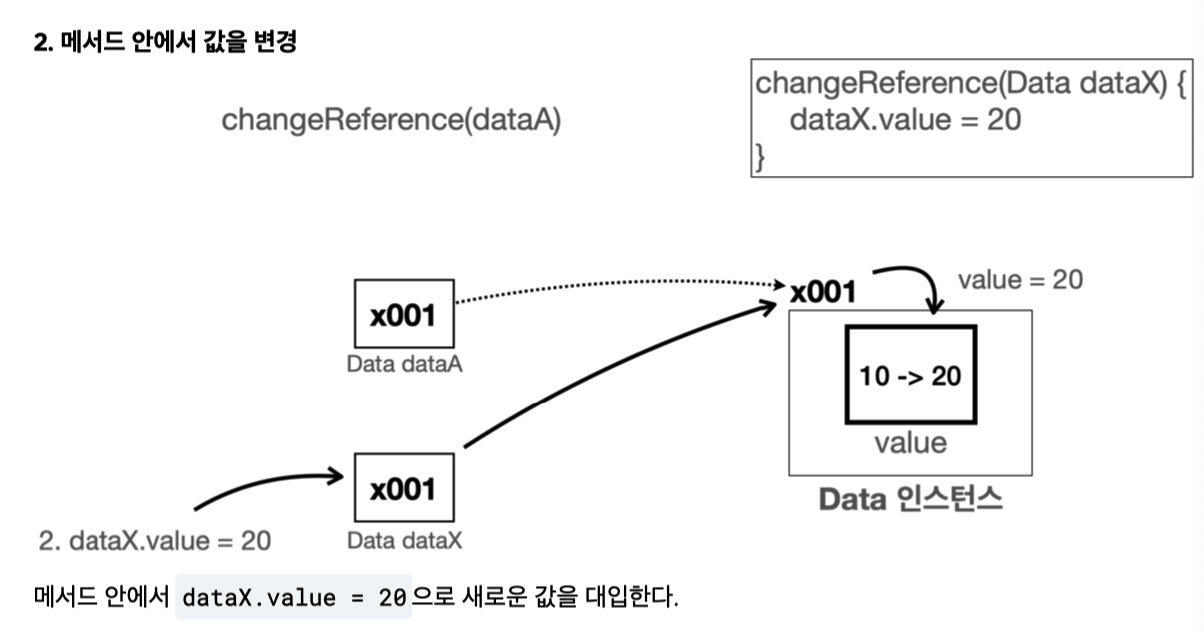 2. 메서드 안에서 값을 변경
changeReference(dataA)
changeReference(Data dataX) {
dataX.value = 20
}
x001
Data dataA
x001
value = 20
10 -> 20
value
Data 인스턴스
x001
Data dataX
2. dataX.value = 20
메서드 안에서 dataX.value = 20으로 새로운 값을 대입한다.